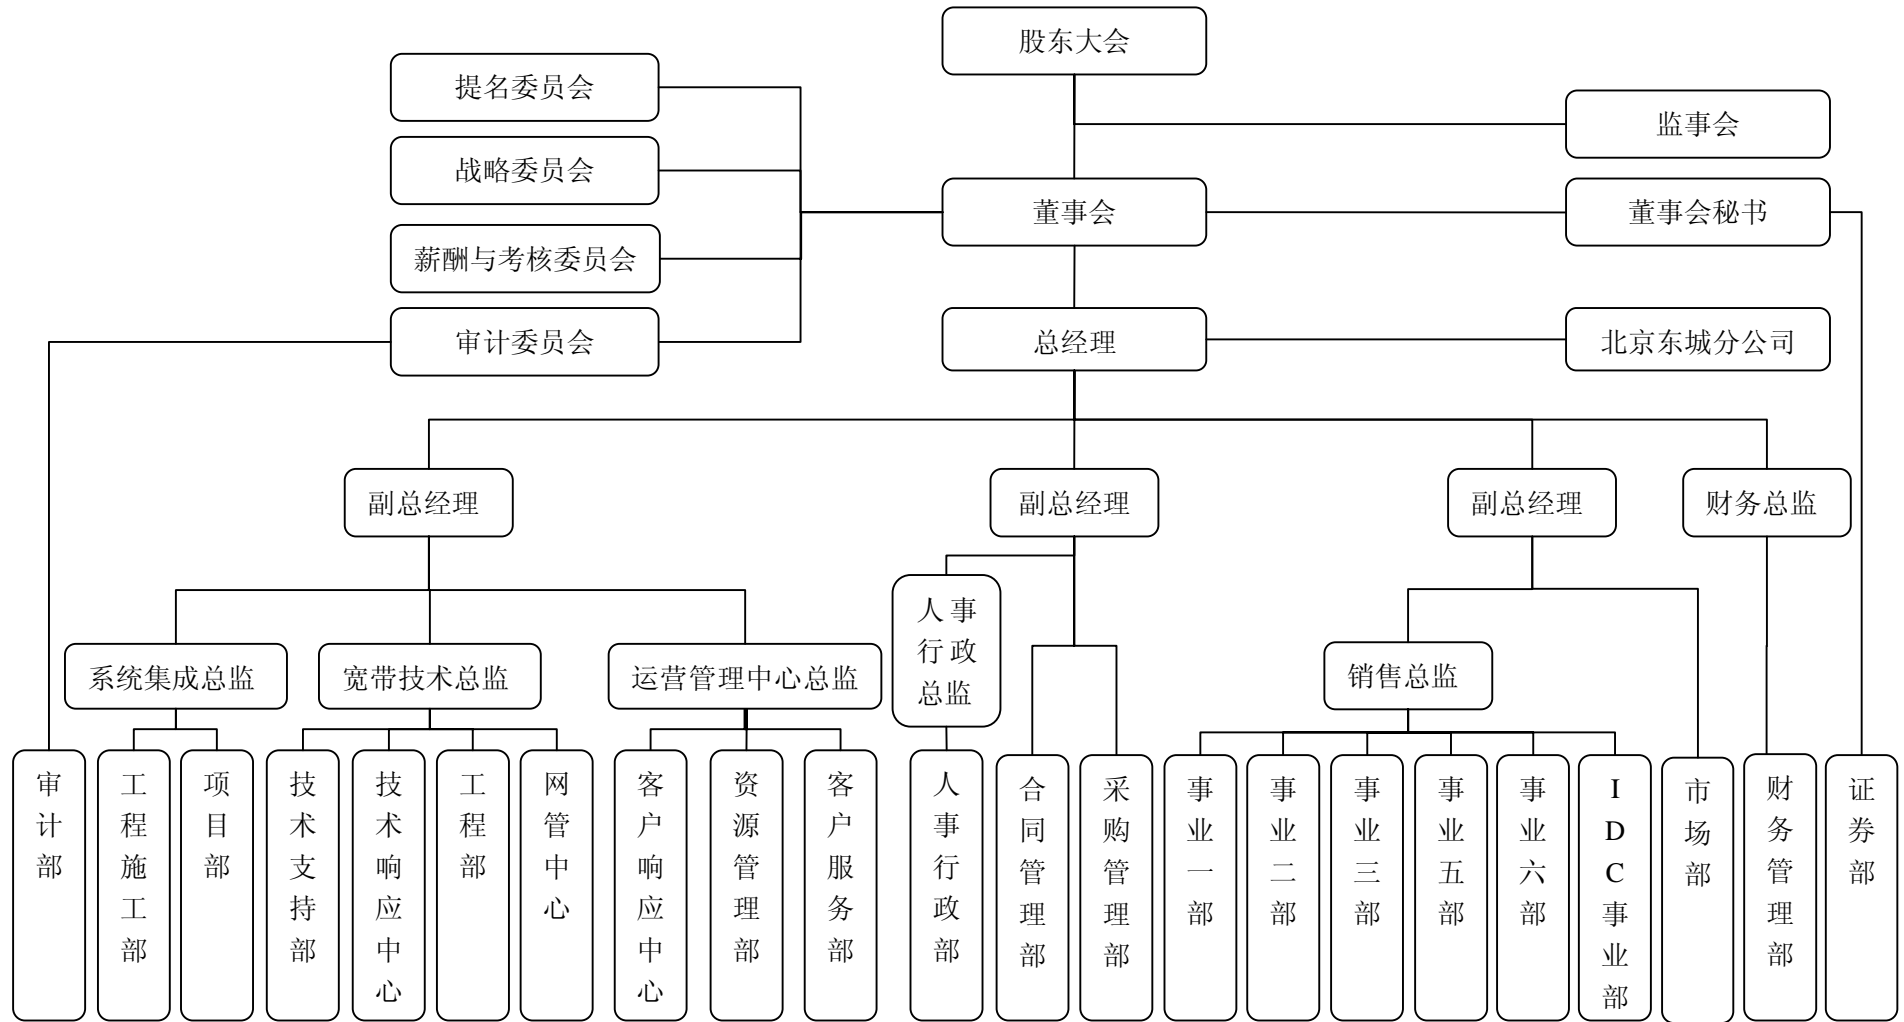 股东大会
提名委员会
监事会
战略委员会
董事会
董事会秘书
薪酬与考核委员会
审计委员会
总经理
北京东城分公司
副总经理
副总经理
副总经理
财务总监
人事
行政
总监
系统集成总监
宽带技术总监
运营管理中心总监
销售总监
审计部
工程施工部
项目部
技术支持部
技术响应中心
工程部
网管中心
客户响应中心
资源管理部
客户服务部
人事行政部
合同管理部
采购管理部
事业一部
事业二部
事业三部
事业五部
事业六部
IDC事业部
市场部
财务管理部
证券部